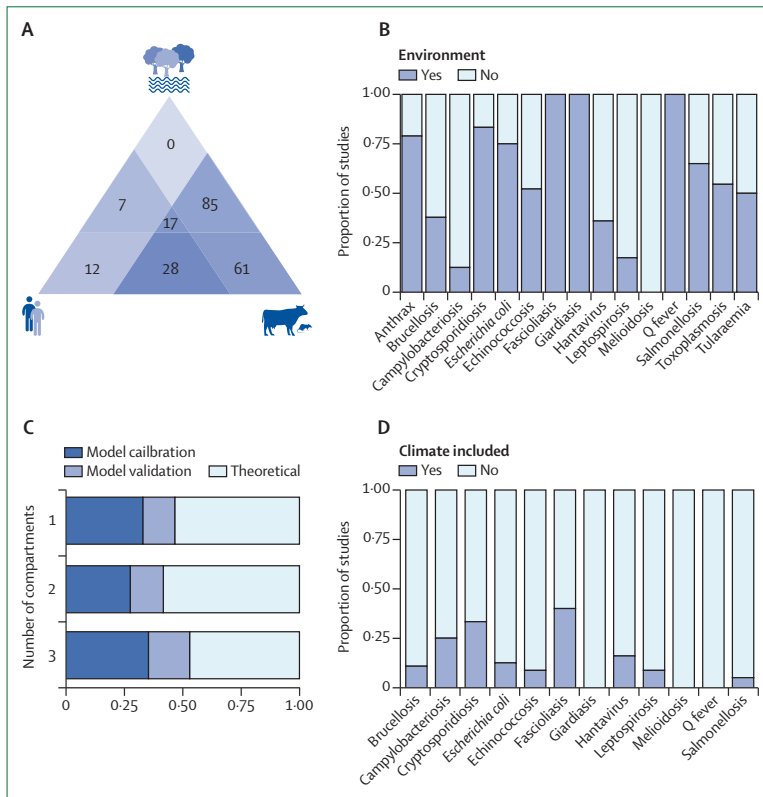 A
0
7
85
17
12
28
61
B
Environment
Yes No
Proportion of studies
1·00
0·75
0·50
0·25
0
Anthrax
Brucellosis
Campylobacteriosis
Cryptosporidiosis
Escherichia coli
Echinococcosis
Fascioliasis
Giardiasis
Hantavirus
Leptospirosis
Melioidosis
Q fever
Salmonellosis
Toxoplasmosis
Tularaemia
C
Model cailbration
Model validation Theoretical
Number of compartments
1
2
3
0 0·25 0·50 0·75 1·00
D
Climate included
Yes No
Proportion of studies
1·00
0·75
0·50
0·25
0
Brucellosis
Campylobacteriosis
Cryptosporidiosis
Escherichia coli
Echinococcosis
Fascioliasis
Giardiasis
Hantavirus
Leptospirosis
Melioidosis
Q fever
Salmonellosis